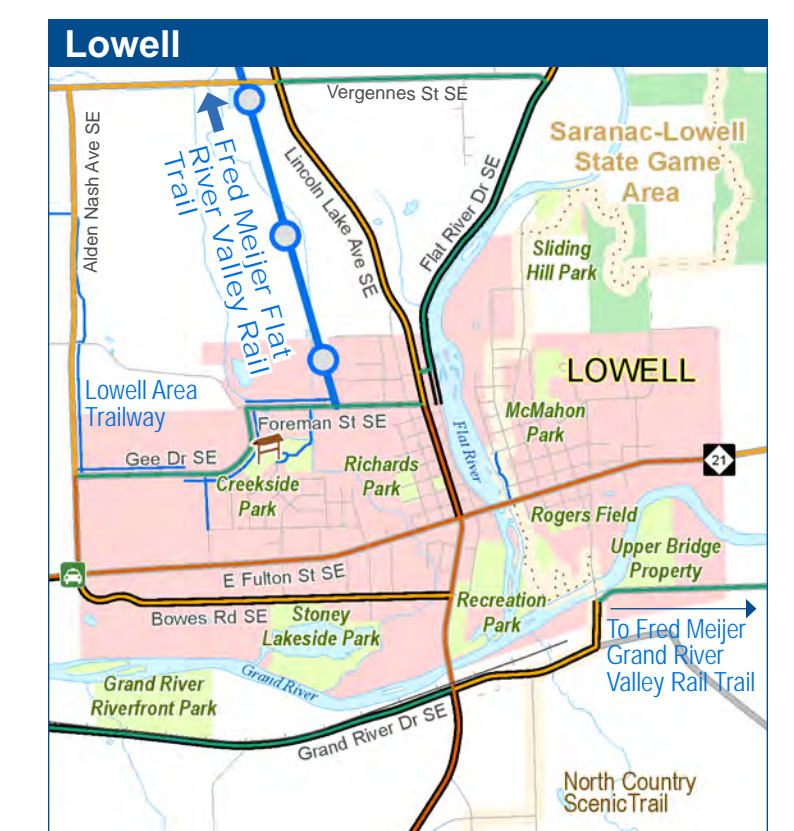 Lowell
Vergennes St SE
Alden Nash Ave SE
Fred Meijer Flat
River Valley Rail
Trail
Lincoln Lake Ave SE
Flat River Dr SE
Saranac-Lowell
State Game
Area
Sliding
Hill Park
LOWELL
Lowell Area
Trailway
Foreman St SE
McMahon
Park
Flat River
Gee Dr SE
Creekside
Park
Richards
Park
21
Rogers Field
Upper Bridge
Property
E Fulton St SE
Bowes Rd SE
Stoney
Lakeside Park
Recreation
Park
To Fred Meijer
Grand River
Valley Rail Trail
Grand River
Grand River
Riverfront Park
Grand River Dr SE
North Country
ScenicTrail